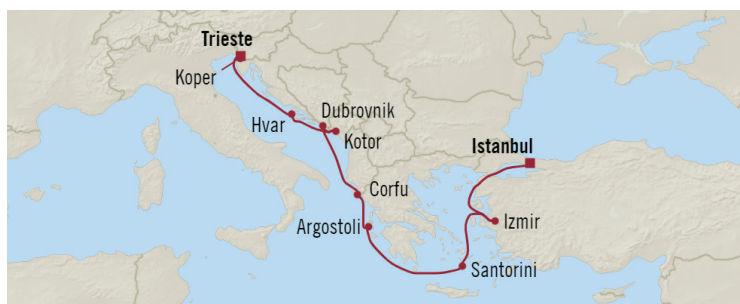 Trieste
Koper
Hvar
Dubrovnik
Kotor
Istanbul
Corfu
Argostoli
Izmir
Santorini